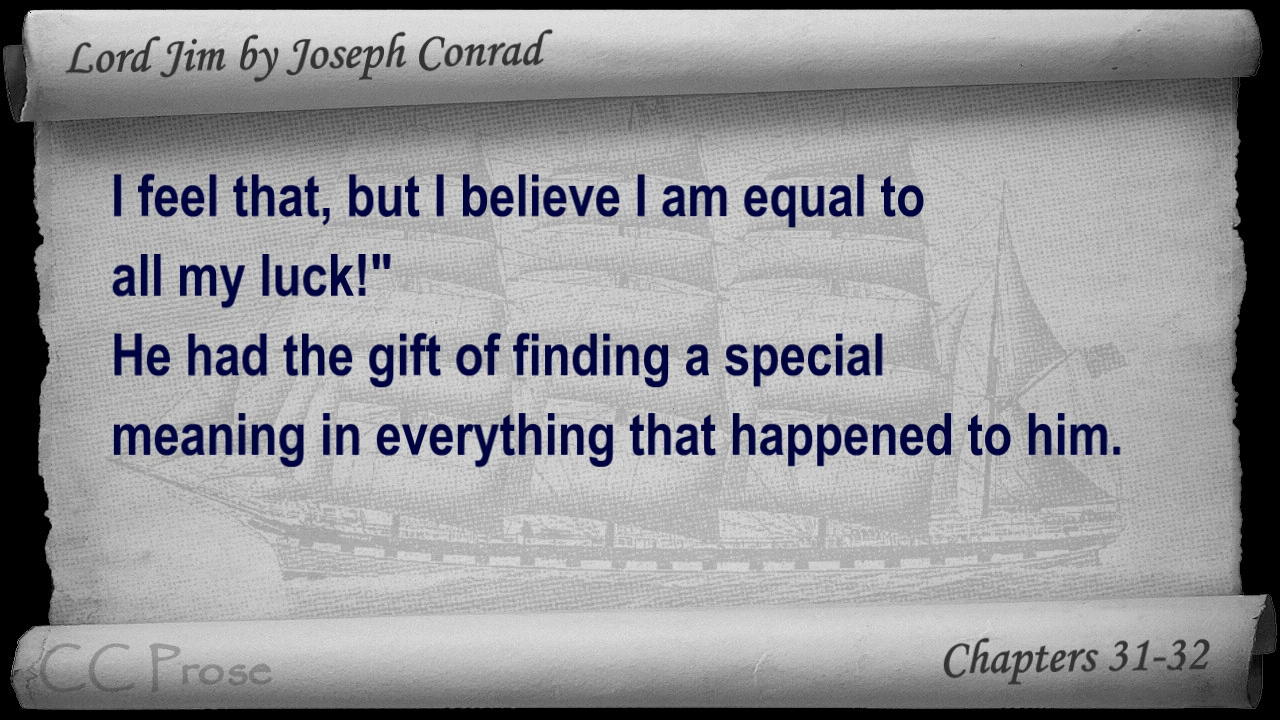 Lord Jim by Joseph Conrad
I feel that, but I believe I am equal to
all my luck!"
He had the gift of finding a special
meaning in everything that happened to him.
CC Prose
Chapters 31-32